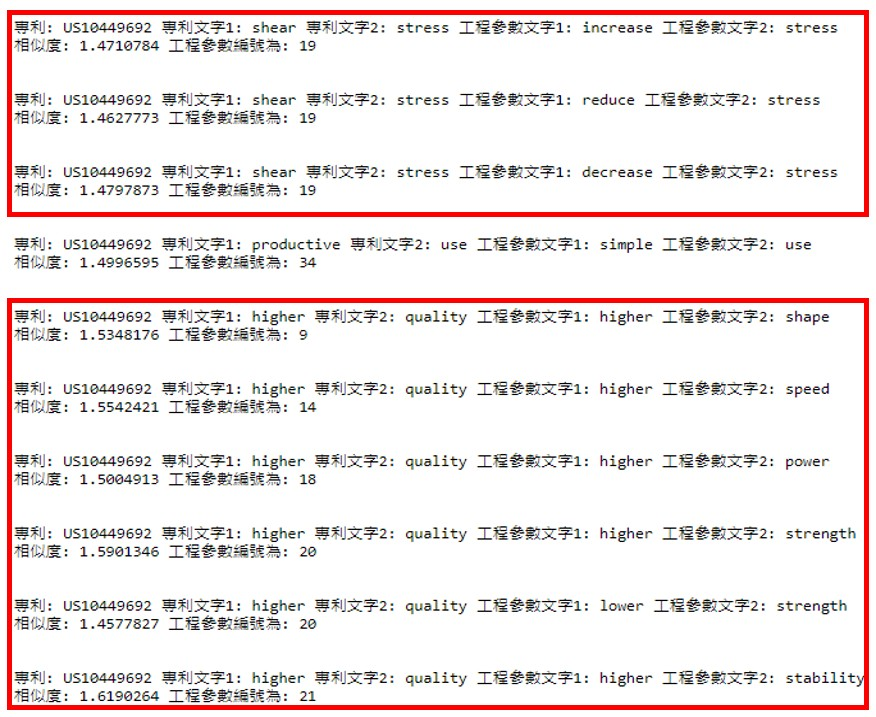 專利: US10449692 專利文字1: shear 專利文字2: stress 工程參數文字1: increase 工程參數文字2: stress
相似度: 1.4710784 工程參數編號為: 19
專利: US10449692 專利文字1: shear 專利文字2: stress 工程參數文字1: reduce 工程參數文字2: stress
相似度: 1.4627773 工程參數編號為: 19
專利: US10449692 專利文字1: shear 專利文字2: stress 工程參數文字1: decrease 工程參數文字2: stress
相似度: 1.4797873 工程參數編號為: 19
專利: US10449692 專利文字1: productive 專利文字2: use 工程參數文字1: simple 工程參數文字2: use
相似度: 1.4996595 工程參數編號為: 34
專利: US10449692 專利文字1: higher 專利文字2: quality 工程參數文字1: higher 工程參數文字2: shape
相似度: 1.5348176 工程參數編號為: 9
專利: US10449692 專利文字1: higher 專利文字2: quality 工程參數文字1: higher 工程參數文字2: speed
相似度: 1.5542421 工程參數編號為: 14
專利: US10449692 專利文字1: higher 專利文字2: quality 工程參數文字1: higher 工程參數文字2: power
相似度: 1.5004913 工程參數編號為: 18
專利: US10449692 專利文字1: higher 專利文字2: quality 工程參數文字1: higher 工程參數文字2: strength
相似度: 1.5901346 工程參數編號為: 20
專利: US10449692 專利文字1: higher 專利文字2: quality 工程參數文字1: lower 工程參數文字2: strength
相似度: 1.4577827 工程參數編號為: 20
專利: US10449692 專利文字1: higher 專利文字2: quality 工程參數文字1: higher 工程參數文字2: stability
相似度: 1.6190264 工程參數編號為: 21